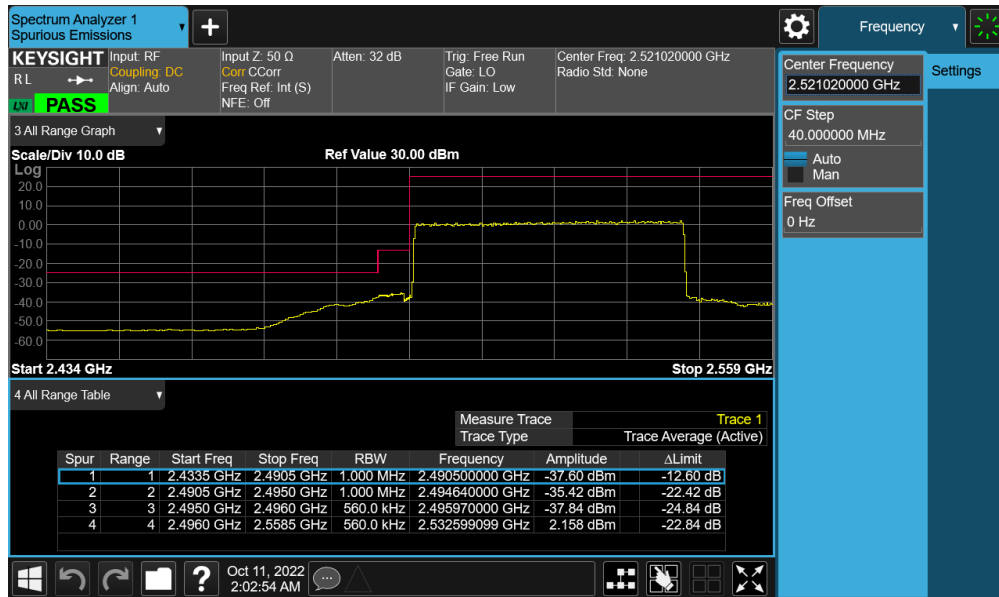 Spectrum Analyzer 1
Spurious Emissions
+
Frequency
KEYSIGHT
R L
LXI
PASS
Input: RF
Coupling: DC
Align: Auto
Input Z: 50 Ω
Corr CCorr
Freq Ref: Int (S)
NFE: Off
Atten: 32 dB
Trig: Free Run
Gate: LO
IF Gain: Low
Center Freq: 2.521020000 GHz
Radio Std: None
Center Frequency
2.521020000 GHz
Settings
CF Step
40.000000 MHz
Auto
Man
Freq Offset
0 Hz
3 All Range Graph
Scale/Div 10.0 dB
Ref Value 30.00 dBm
Log
20.0
10.0
0.00
-10.0
-20.0
-30.0
-40.0
-50.0
-60.0
Start 2.434 GHz
Stop 2.559 GHz
4 All Range Table
Measure Trace Trace 1
Trace Type Trace Average (Active)
Spur Range Start Freq Stop Freq RBW Frequency Amplitude ΔLimit
1 1 2.4335 GHz 2.4905 GHz 1.000 MHz 2.490500000 GHz -37.60 dBm -12.60 dB
2 2 2.4905 GHz 2.4950 GHz 1.000 MHz 2.494640000 GHz -35.42 dBm -22.42 dB
3 3 2.4950 GHz 2.4960 GHz 560.0 kHz 2.495970000 GHz -37.84 dBm -24.84 dB
4 4 2.4960 GHz 2.5585 GHz 560.0 kHz 2.532599099 GHz 2.158 dBm -22.84 dB
?
Oct 11, 2022
2:02:54 AM